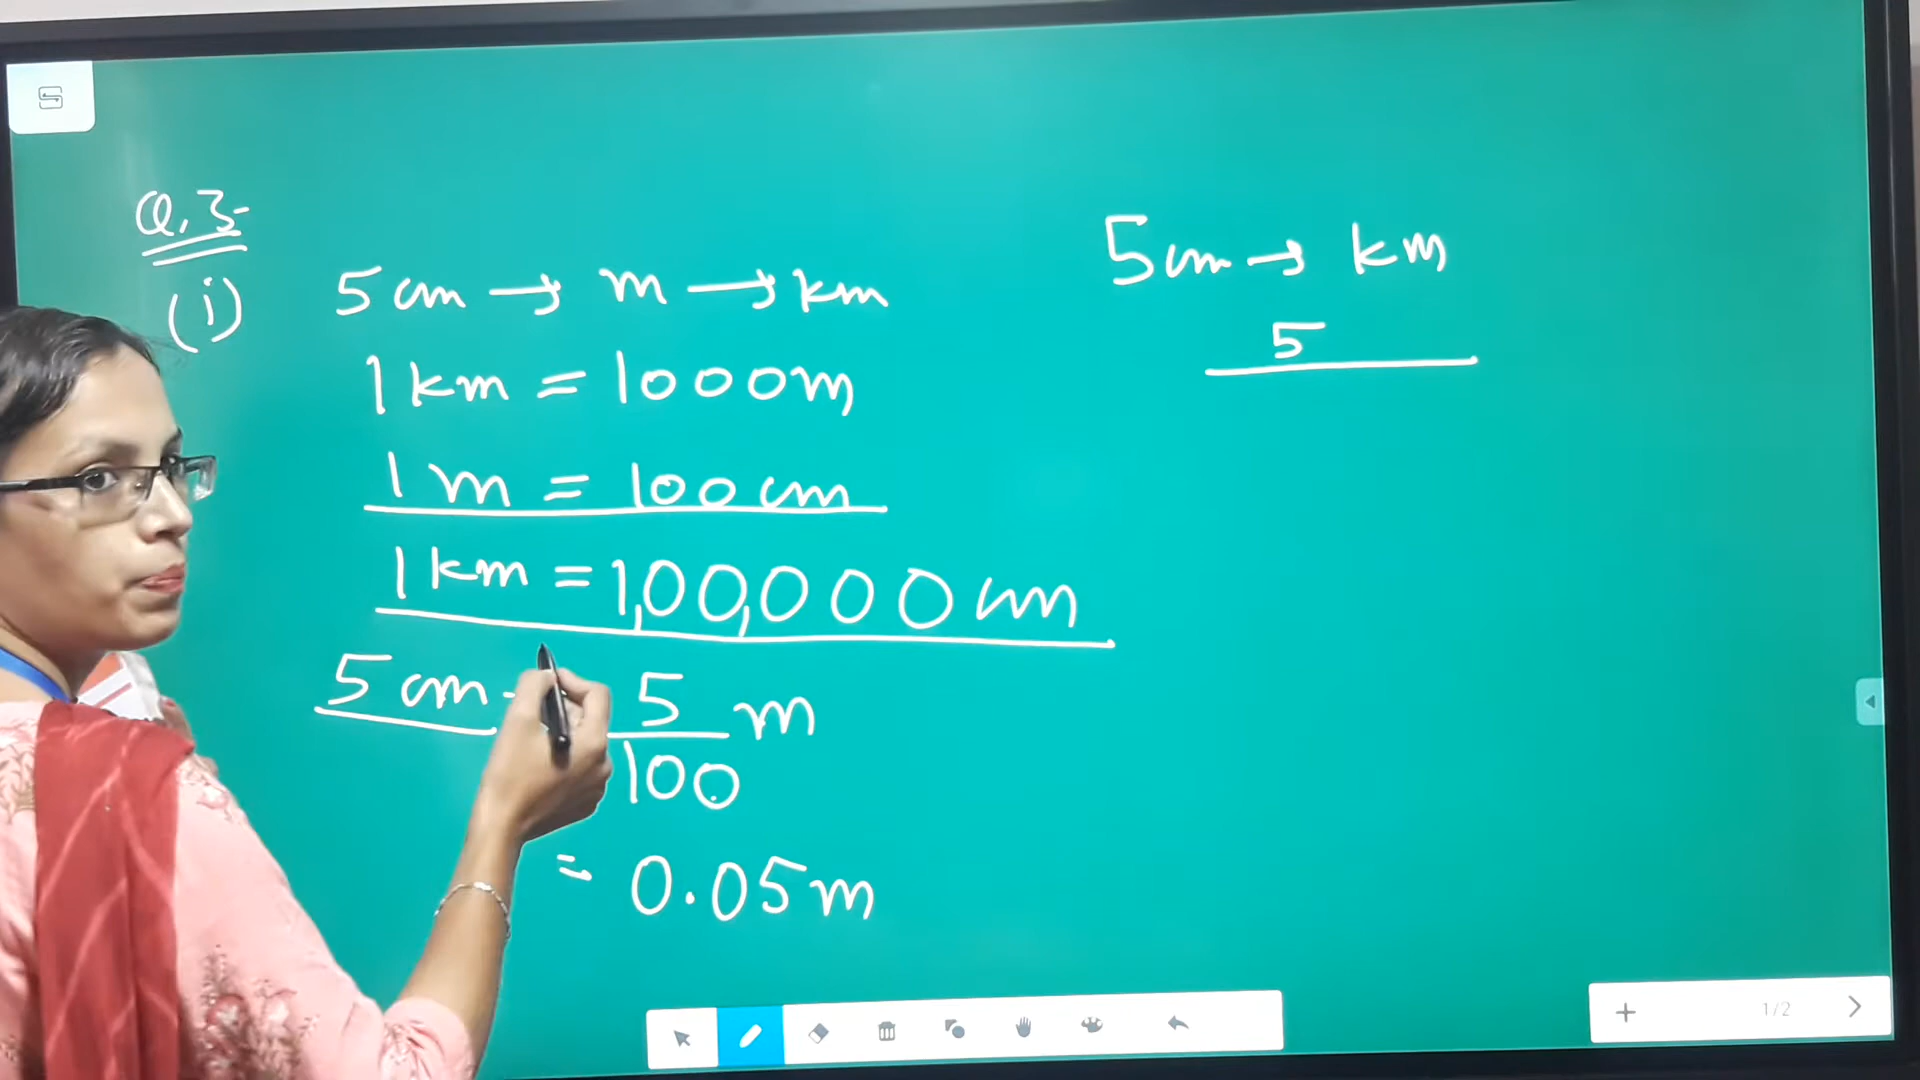 Q.3-
(i)
5 cm → m → km
1 km = 1000 m
1 m = 100 cm
1 km = 1,00,000 cm
5 cm
5/100 m
= 0.05 m
5 cm → km
5
1/2